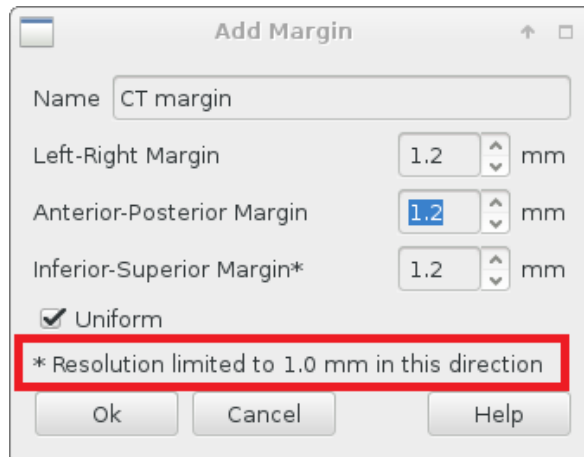 Add Margin
Name CT margin
Left-Right Margin 1.2 mm
Anterior-Posterior Margin 1.2 mm
Inferior-Superior Margin* 1.2 mm
Uniform
* Resolution limited to 1.0 mm in this direction
Ok Cancel Help